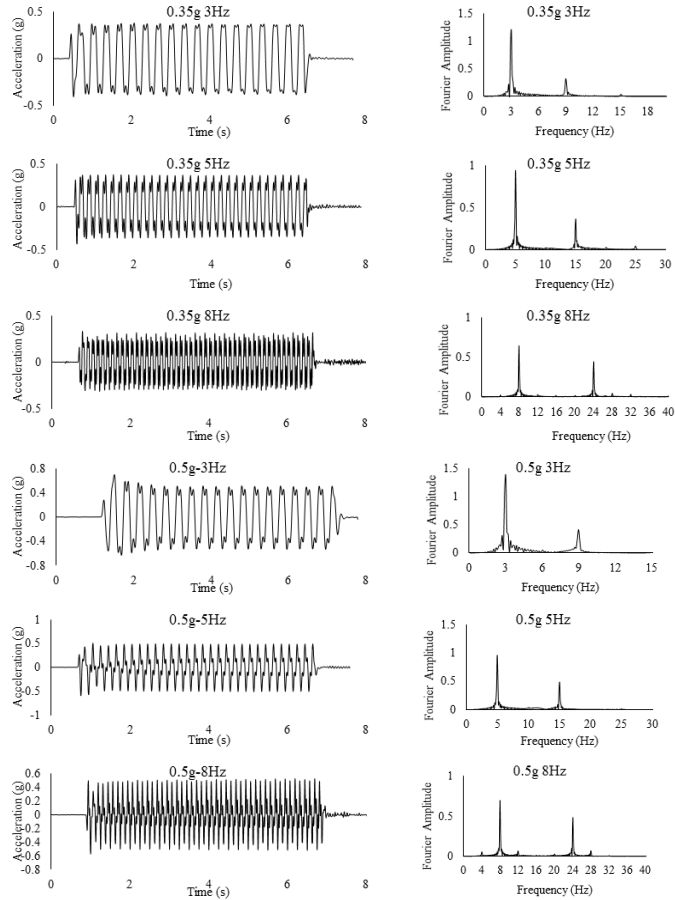 0.35g 3Hz
Acceleration (g)
0.5
0
-0.5
0 2 4 6 8
Time (s)
0.35g 3Hz
Fourier Amplitude
1.5
1
0.5
0
0 3 6 9 12 15 18
Frequency (Hz)
0.35g 5Hz
Acceleration (g)
0.5
0
-0.5
0 2 4 6 8
Time (s)
0.35g 5Hz
Fourier Amplitude
1
0.5
0
0 5 10 15 20 25 30
Frequency (Hz)
0.35g 8Hz
Acceleration (g)
0.5
0
-0.5
0 2 4 6 8
Time (s)
0.35g 8Hz
Fourier Amplitude
1
0.5
0
0 4 8 12 16 20 24 28 32 36 40
Frequency (Hz)
0.5g-3Hz
Acceleration (g)
0.8
0.4
0
-0.4
-0.8
0 2 4 6 8
Time (s)
0.5g 3Hz
Fourier Amplitude
1.5
1
0.5
0
0 3 6 9 12 15
Frequency (Hz)
0.5g-5Hz
Acceleration (g)
1
0.5
0
-0.5
-1
0 2 4 6 8
Time (s)
0.5g 5Hz
Fourier Amplitude
1.5
1
0.5
0
0 5 10 15 20 25 30
Frequency (Hz)
0.5g-8Hz
Acceleration (g)
0.6
0.4
0.2
0
-0.2
-0.4
-0.6
-0.8
0 2 4 6 8
Time (s)
0.5g 8Hz
Fourier Amplitude
1
0.5
0
0 4 8 12 16 20 24 28 32 36 40
Frequency (Hz)